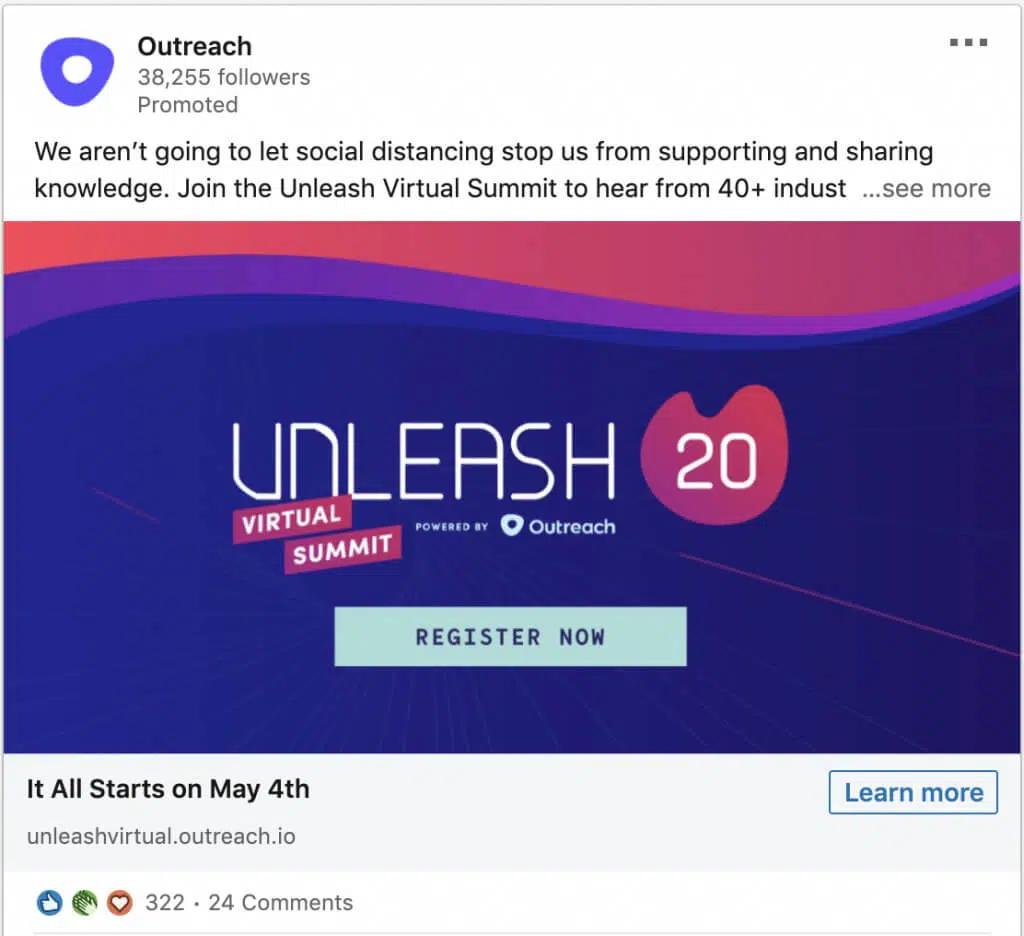 Outreach
38,255 followers
Promoted
We aren’t going to let social distancing stop us from supporting and sharing
knowledge. Join the Unleash Virtual Summit to hear from 40+ indust ...see more
UNLEASH 20
VIRTUAL
SUMMIT
POWERED BY Outreach
REGISTER NOW
It All Starts on May 4th
Learn more
unleashvirtual.outreach.io
322 · 24 Comments